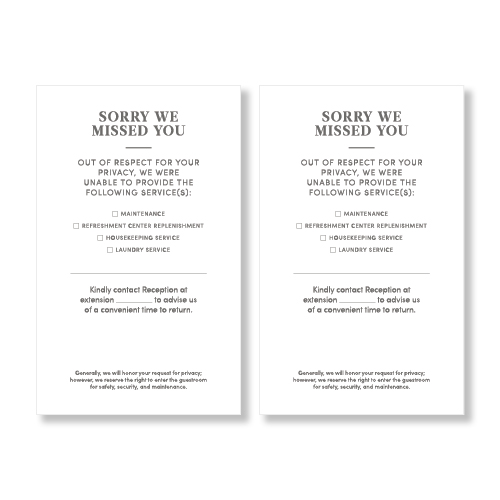 SORRY WE
MISSED YOU
OUT OF RESPECT FOR YOUR
PRIVACY, WE WERE
UNABLE TO PROVIDE THE
FOLLOWING SERVICE(S):
☐ MAINTENANCE
☐ REFRESHMENT CENTER REPLENISHMENT
☐ HOUSEKEEPING SERVICE
☐ LAUNDRY SERVICE
Kindly contact Reception at
extension ________ to advise us
of a convenient time to return.
Generally, we will honor your request for privacy;
however, we reserve the right to enter the guestroom
for safety, security, and maintenance.
SORRY WE
MISSED YOU
OUT OF RESPECT FOR YOUR
PRIVACY, WE WERE
UNABLE TO PROVIDE THE
FOLLOWING SERVICE(S):
☐ MAINTENANCE
☐ REFRESHMENT CENTER REPLENISHMENT
☐ HOUSEKEEPING SERVICE
☐ LAUNDRY SERVICE
Kindly contact Reception at
extension ________ to advise us
of a convenient time to return.
Generally, we will honor your request for privacy;
however, we reserve the right to enter the guestroom
for safety, security, and maintenance.